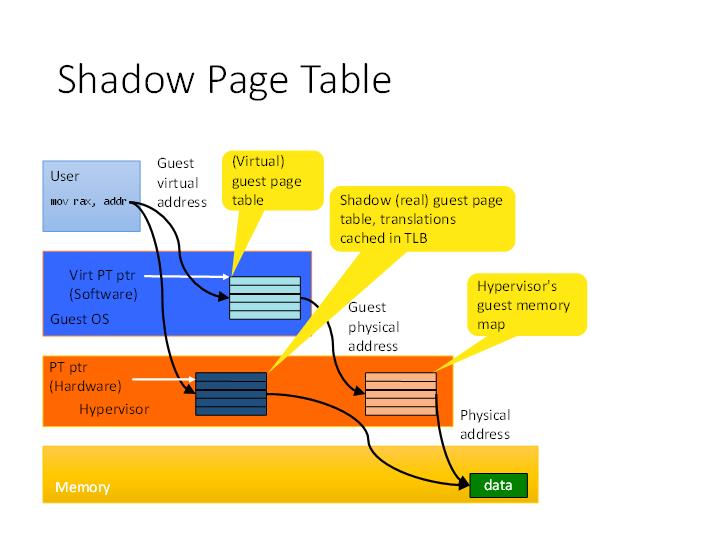 Shadow Page Table
User
mov rax, addr
Guest
virtual
address
(Virtual)
guest page
table
Shadow (real) guest page
table, translations
cached in TLB
Virt PT ptr
(Software)
Guest OS
Hypervisor's
guest memory
map
Guest
physical
address
PT ptr
(Hardware)
Hypervisor
Physical
address
Memory
data